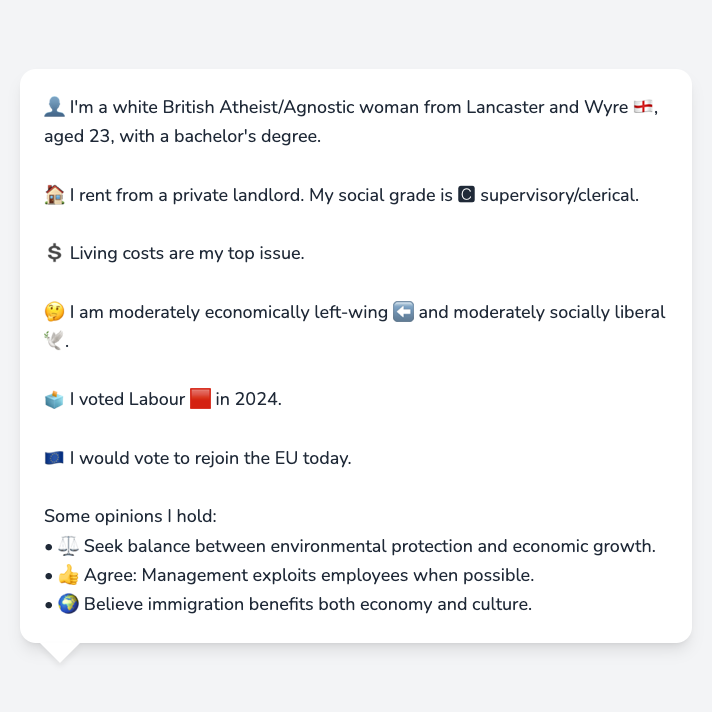 👤 I'm a white British Atheist/Agnostic woman from Lancaster and Wyre 🏴󠁧󠁢󠁥󠁮󠁧󠁿,
aged 23, with a bachelor's degree.
🏠 I rent from a private landlord. My social grade is 🅲 supervisory/clerical.
💲 Living costs are my top issue.
🤔 I am moderately economically left-wing ⬅️ and moderately socially liberal
🕊️.
🗳️ I voted Labour 🟥 in 2024.
🇪🇺 I would vote to rejoin the EU today.
Some opinions I hold:
• ⚖️ Seek balance between environmental protection and economic growth.
• 👍 Agree: Management exploits employees when possible.
• 🌍 Believe immigration benefits both economy and culture.